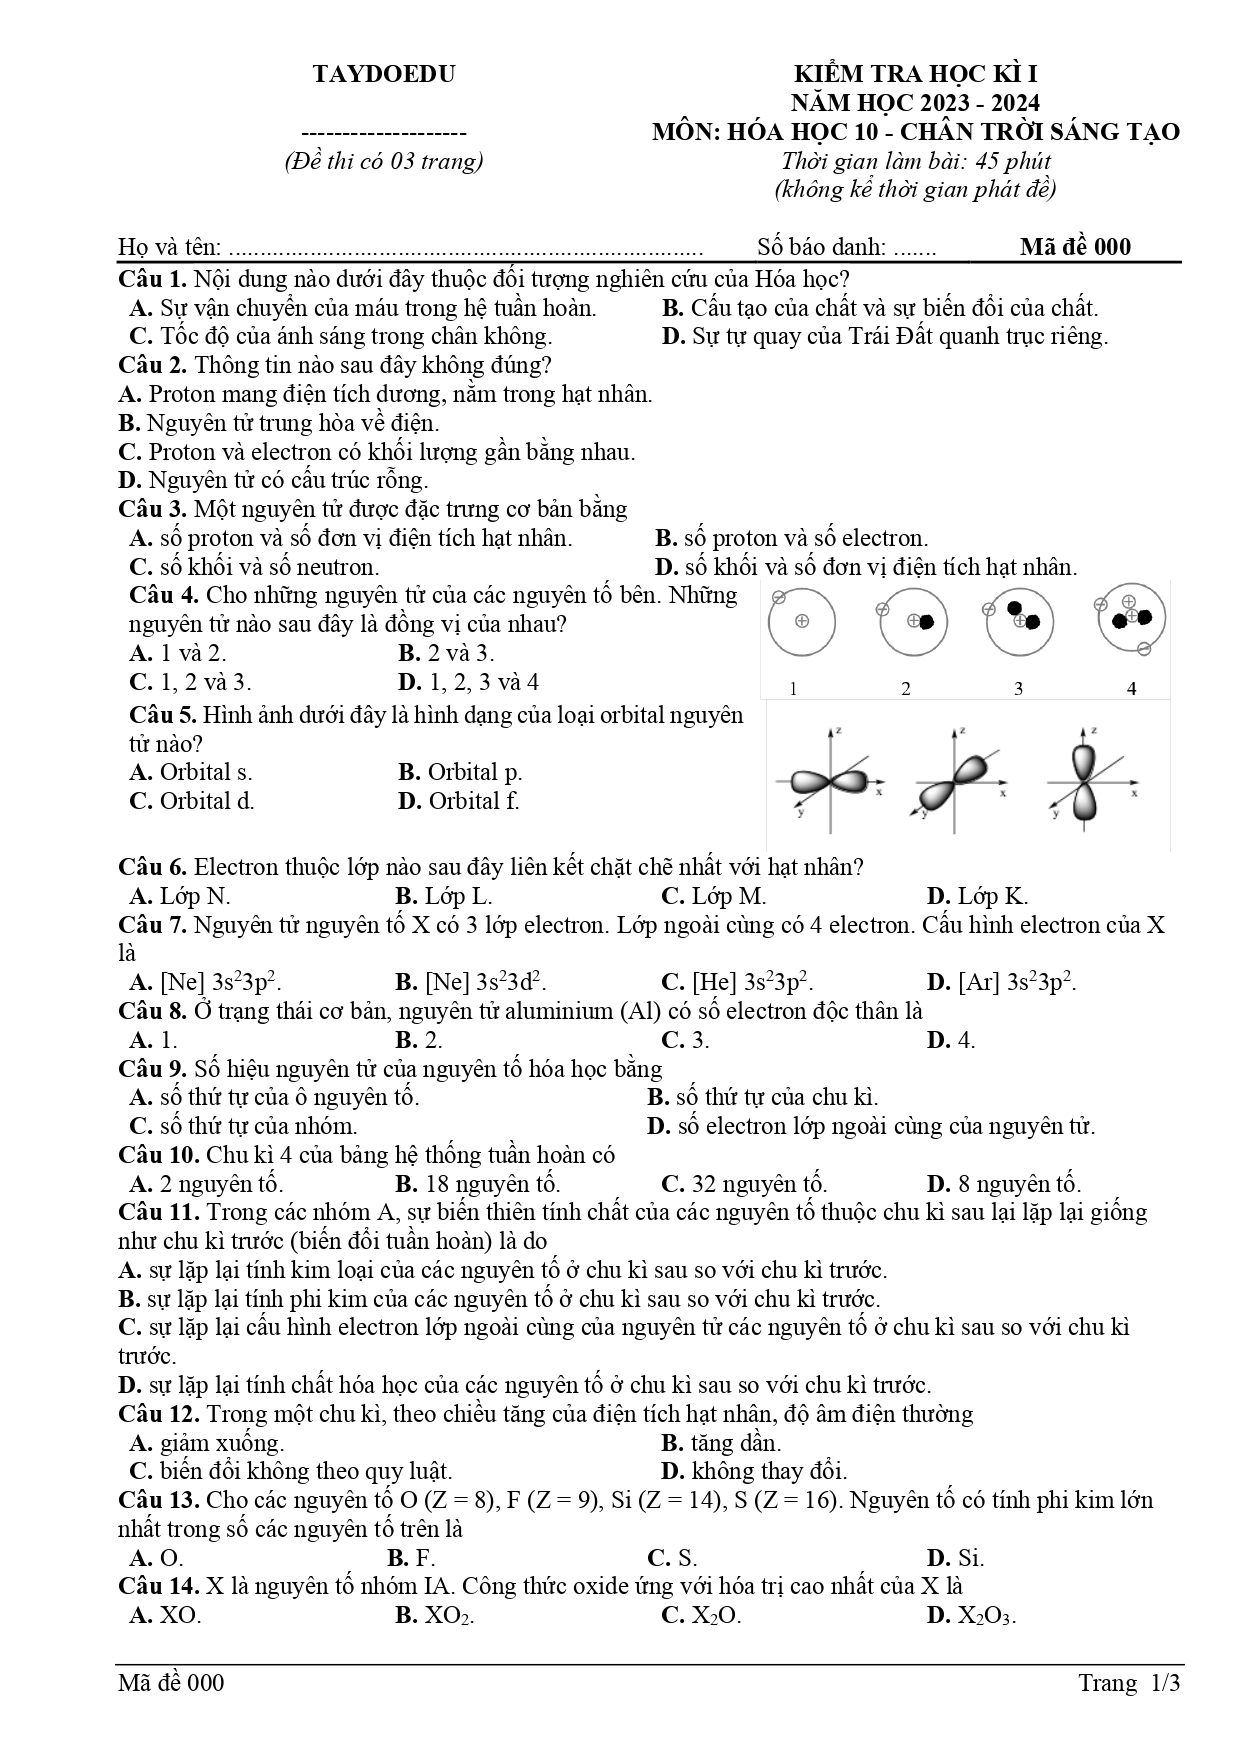 TAYDOEDU
--------------------
(Đề thi có 03 trang)
KIỂM TRA HỌC KÌ I
NĂM HỌC 2023 - 2024
MÔN: HÓA HỌC 10 - CHÂN TRỜI SÁNG TẠO
Thời gian làm bài: 45 phút
(không kể thời gian phát đề)
Họ và tên: ............................................................................ Số báo danh: ....... Mã đề 000
Câu 1. Nội dung nào dưới đây thuộc đối tượng nghiên cứu của Hóa học?
A. Sự vận chuyển của máu trong hệ tuần hoàn. B. Cấu tạo của chất và sự biến đổi của chất.
C. Tốc độ của ánh sáng trong chân không. D. Sự tự quay của Trái Đất quanh trục riêng.
Câu 2. Thông tin nào sau đây không đúng?
A. Proton mang điện tích dương, nằm trong hạt nhân.
B. Nguyên tử trung hòa về điện.
C. Proton và electron có khối lượng gần bằng nhau.
D. Nguyên tử có cấu trúc rỗng.
Câu 3. Một nguyên tử được đặc trưng cơ bản bằng
A. số proton và số đơn vị điện tích hạt nhân. B. số proton và số electron.
C. số khối và số neutron. D. số khối và số đơn vị điện tích hạt nhân.
Câu 4. Cho những nguyên tử của các nguyên tố bên. Những
nguyên tử nào sau đây là đồng vị của nhau?
A. 1 và 2. B. 2 và 3.
C. 1, 2 và 3. D. 1, 2, 3 và 4
1 2 3 4
Câu 5. Hình ảnh dưới đây là hình dạng của loại orbital nguyên
tử nào?
A. Orbital s. B. Orbital p.
C. Orbital d. D. Orbital f.
z z z
x x x
y y y
Câu 6. Electron thuộc lớp nào sau đây liên kết chặt chẽ nhất với hạt nhân?
A. Lớp N. B. Lớp L. C. Lớp M. D. Lớp K.
Câu 7. Nguyên tử nguyên tố X có 3 lớp electron. Lớp ngoài cùng có 4 electron. Cấu hình electron của X
là
A. [Ne] 3s²3p². B. [Ne] 3s²3d². C. [He] 3s²3p². D. [Ar] 3s²3p².
Câu 8. Ở trạng thái cơ bản, nguyên tử aluminium (Al) có số electron độc thân là
A. 1. B. 2. C. 3. D. 4.
Câu 9. Số hiệu nguyên tử của nguyên tố hóa học bằng
A. số thứ tự của ô nguyên tố. B. số thứ tự của chu kì.
C. số thứ tự của nhóm. D. số electron lớp ngoài cùng của nguyên tử.
Câu 10. Chu kì 4 của bảng hệ thống tuần hoàn có
A. 2 nguyên tố. B. 18 nguyên tố. C. 32 nguyên tố. D. 8 nguyên tố.
Câu 11. Trong các nhóm A, sự biến thiên tính chất của các nguyên tố thuộc chu kì sau lại lặp lại giống
như chu kì trước (biến đổi tuần hoàn) là do
A. sự lặp lại tính kim loại của các nguyên tố ở chu kì sau so với chu kì trước.
B. sự lặp lại tính phi kim của các nguyên tố ở chu kì sau so với chu kì trước.
C. sự lặp lại cấu hình electron lớp ngoài cùng của nguyên tử các nguyên tố ở chu kì sau so với chu kì
trước.
D. sự lặp lại tính chất hóa học của các nguyên tố ở chu kì sau so với chu kì trước.
Câu 12. Trong một chu kì, theo chiều tăng của điện tích hạt nhân, độ âm điện thường
A. giảm xuống. B. tăng dần.
C. biến đổi không theo quy luật. D. không thay đổi.
Câu 13. Cho các nguyên tố O (Z = 8), F (Z = 9), Si (Z = 14), S (Z = 16). Nguyên tố có tính phi kim lớn
nhất trong số các nguyên tố trên là
A. O. B. F. C. S. D. Si.
Câu 14. X là nguyên tố nhóm IA. Công thức oxide ứng với hóa trị cao nhất của X là
A. XO. B. XO₂. C. X₂O. D. X₂O₃.
Mã đề 000 Trang 1/3